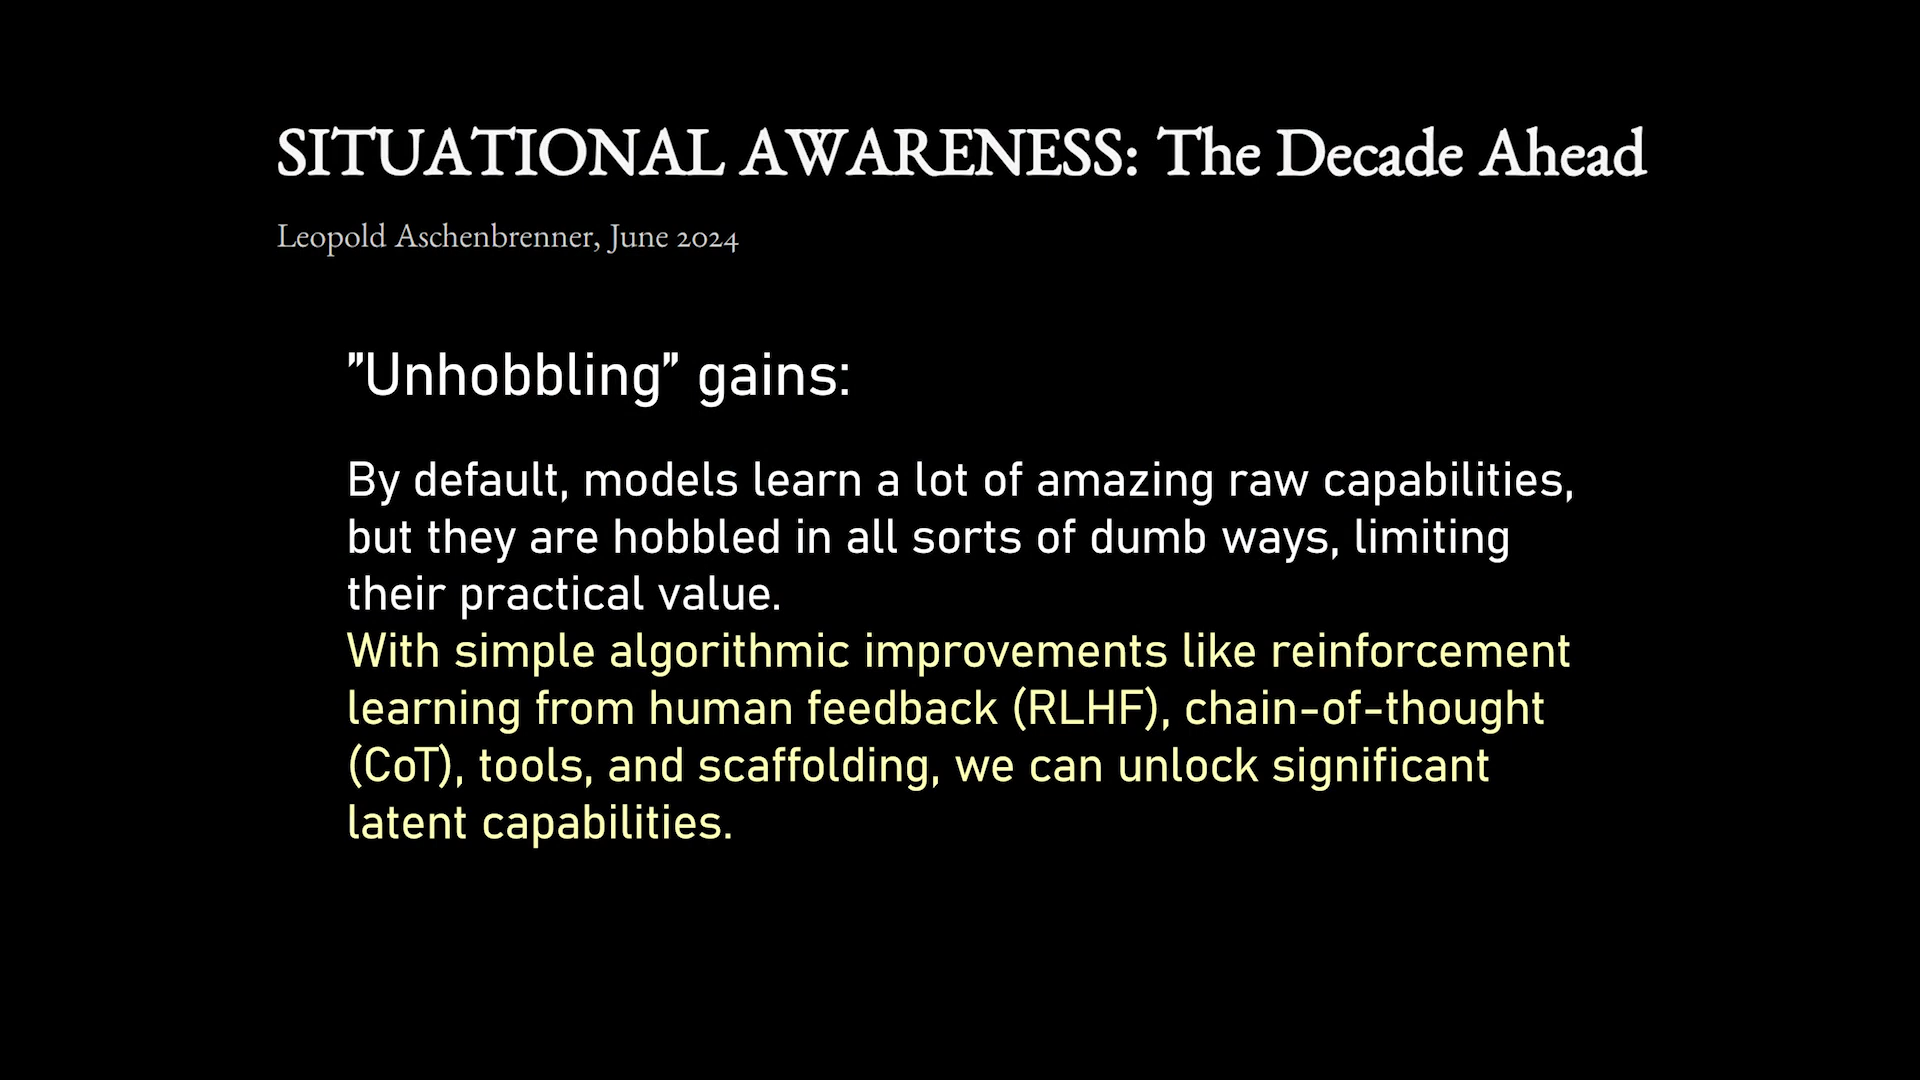 SITUATIONAL AWARENESS: The Decade Ahead
Leopold Aschenbrenner, June 2024
”Unhobbling” gains:
By default, models learn a lot of amazing raw capabilities,
but they are hobbled in all sorts of dumb ways, limiting
their practical value.
With simple algorithmic improvements like reinforcement
learning from human feedback (RLHF), chain-of-thought
(CoT), tools, and scaffolding, we can unlock significant
latent capabilities.